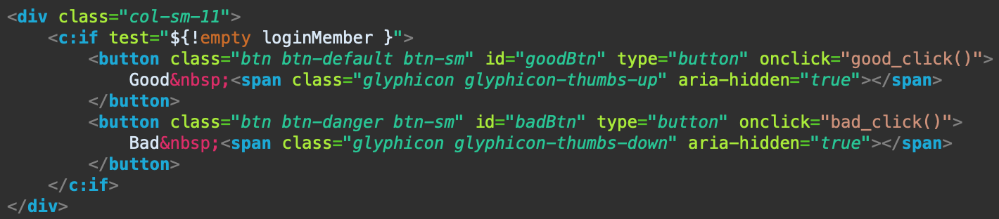 <div class="col-sm-11">
    <c:if test="${!empty loginMember }">
        <button class="btn btn-default btn-sm" id="goodBtn" type="button" onclick="good_click()">
            Good&nbsp;<span class="glyphicon glyphicon-thumbs-up" aria-hidden="true"></span>
        </button>
        <button class="btn btn-danger btn-sm" id="badBtn" type="button" onclick="bad_click()">
            Bad&nbsp;<span class="glyphicon glyphicon-thumbs-down" aria-hidden="true"></span>
        </button>
    </c:if>
</div>